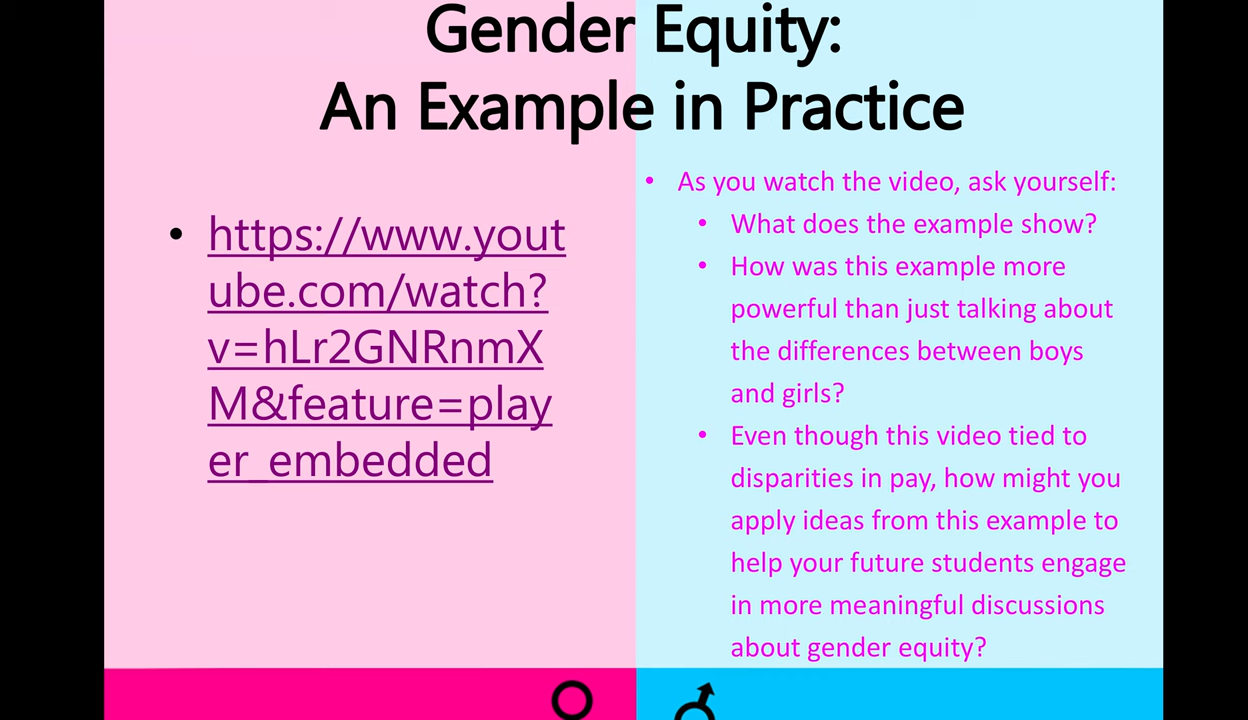 Gender Equity:
An Example in Practice
• https://www.yout
ube.com/watch?
v=hLr2GNRnmX
M&feature=play
er_embedded
• As you watch the video, ask yourself:
• What does the example show?
• How was this example more
powerful than just talking about
the differences between boys
and girls?
• Even though this video tied to
disparities in pay, how might you
apply ideas from this example to
help your future students engage
in more meaningful discussions
about gender equity?